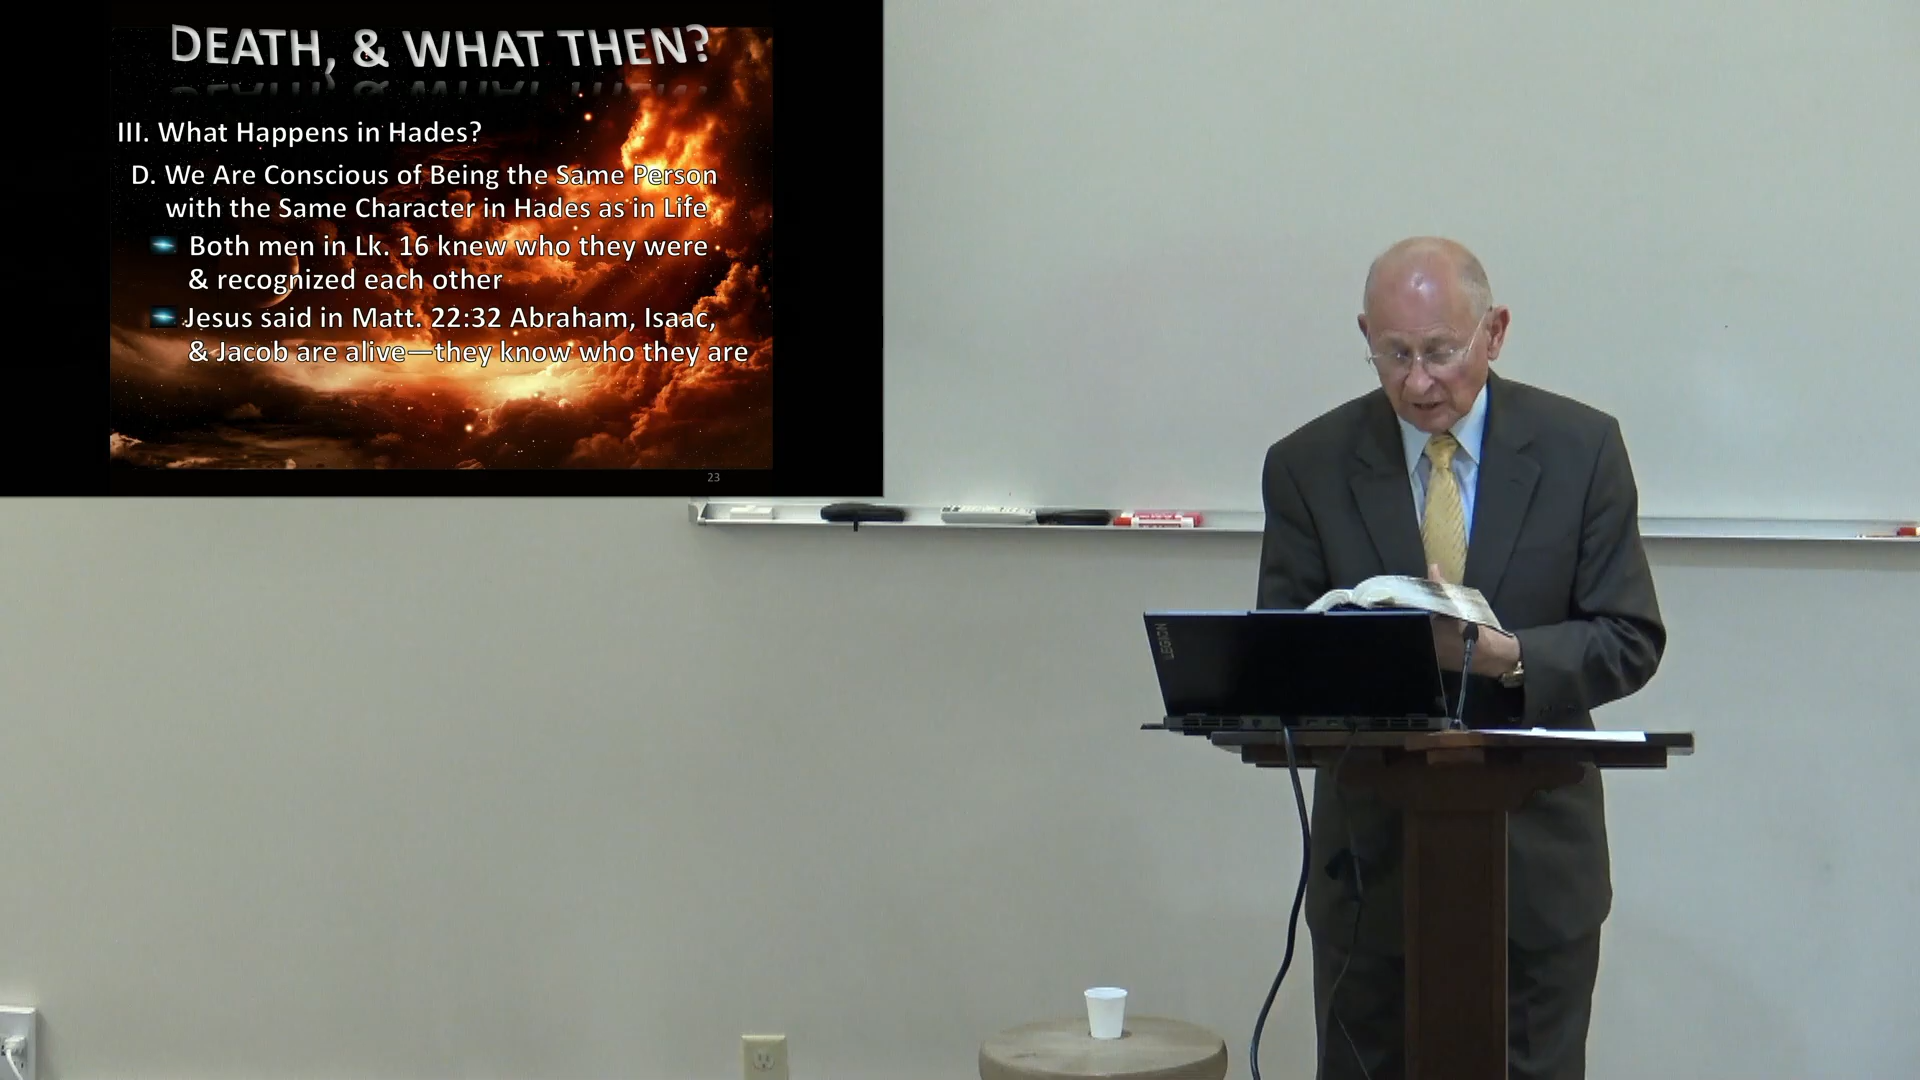 DEATH, & WHAT THEN?
III. What Happens in Hades?
D. We Are Conscious of Being the Same Person
with the Same Character in Hades as in Life
Both men in Lk. 16 knew who they were
& recognized each other
Jesus said in Matt. 22:32 Abraham, Isaac,
& Jacob are alive—they know who they are
23
LEGION